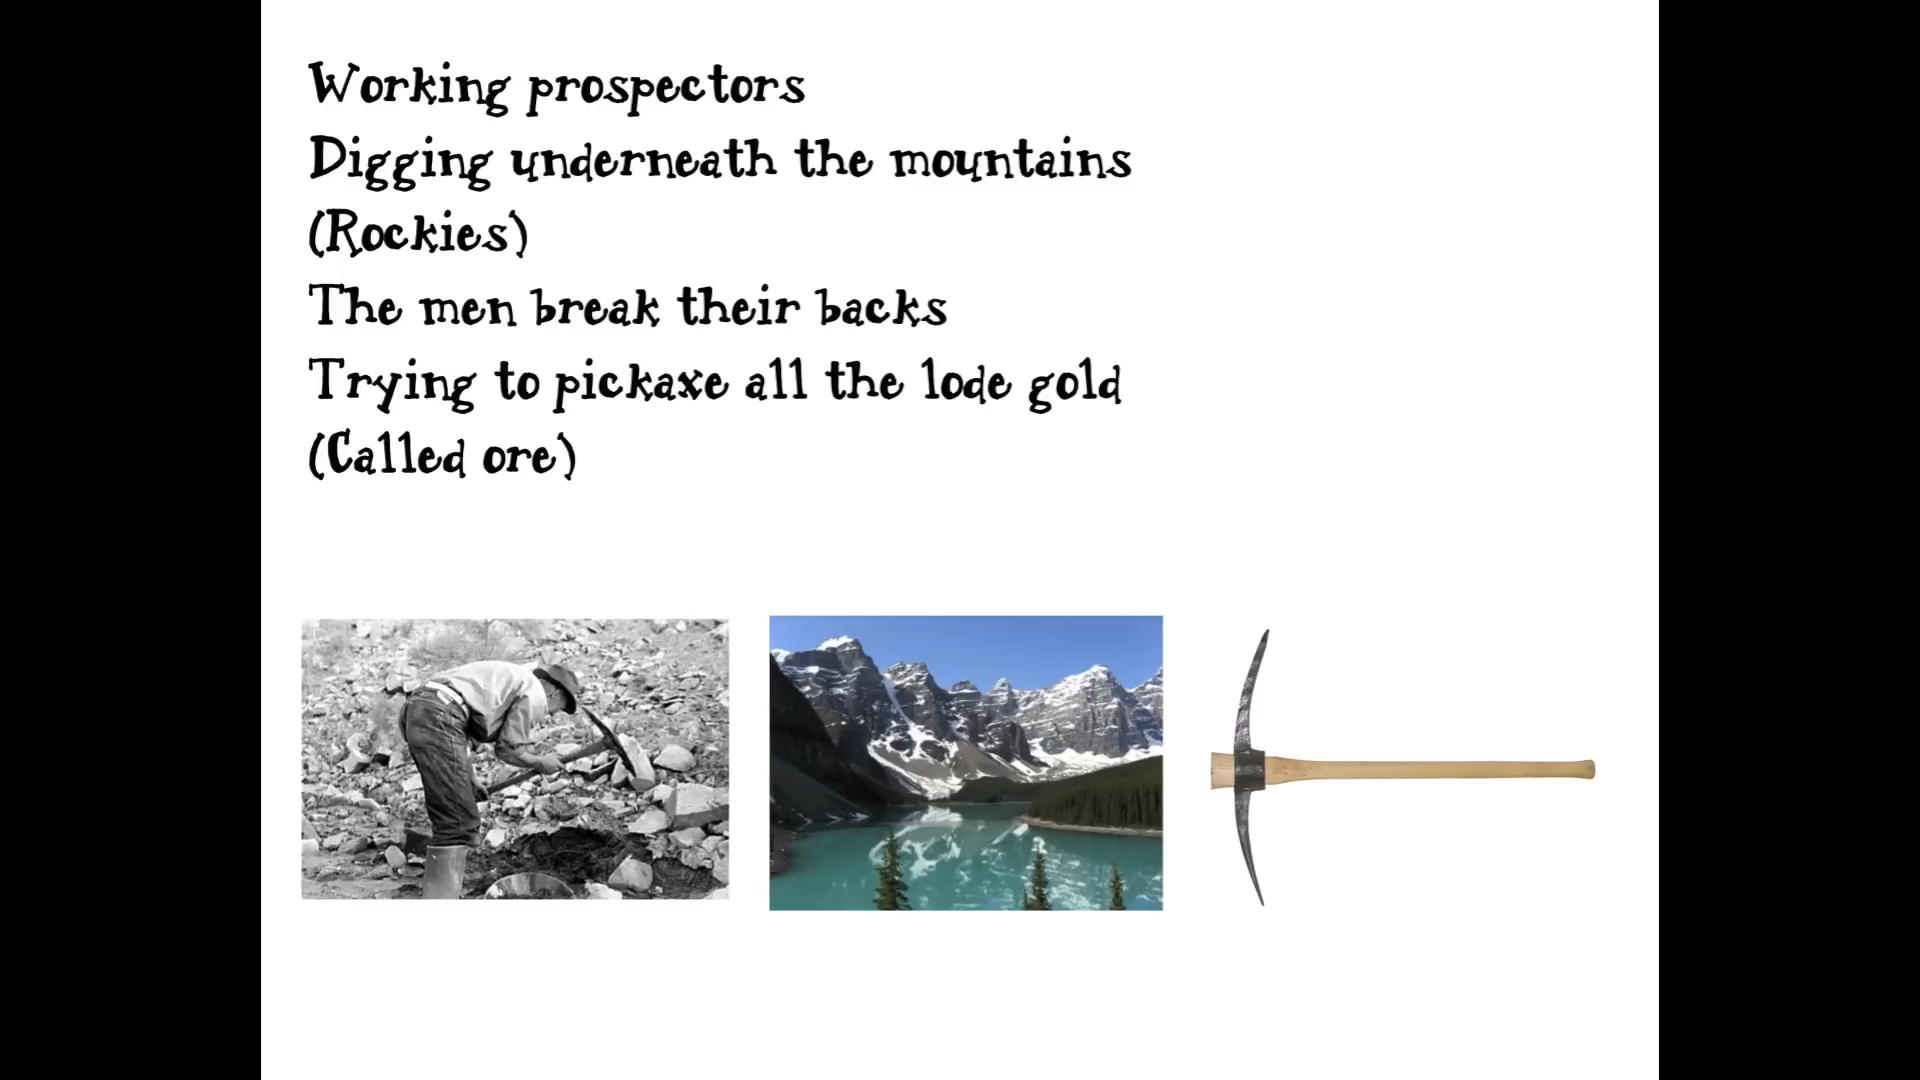 Working prospectors
Digging underneath the mountains
(Rockies)
The men break their backs
Trying to pickaxe all the lode gold
(Called ore)